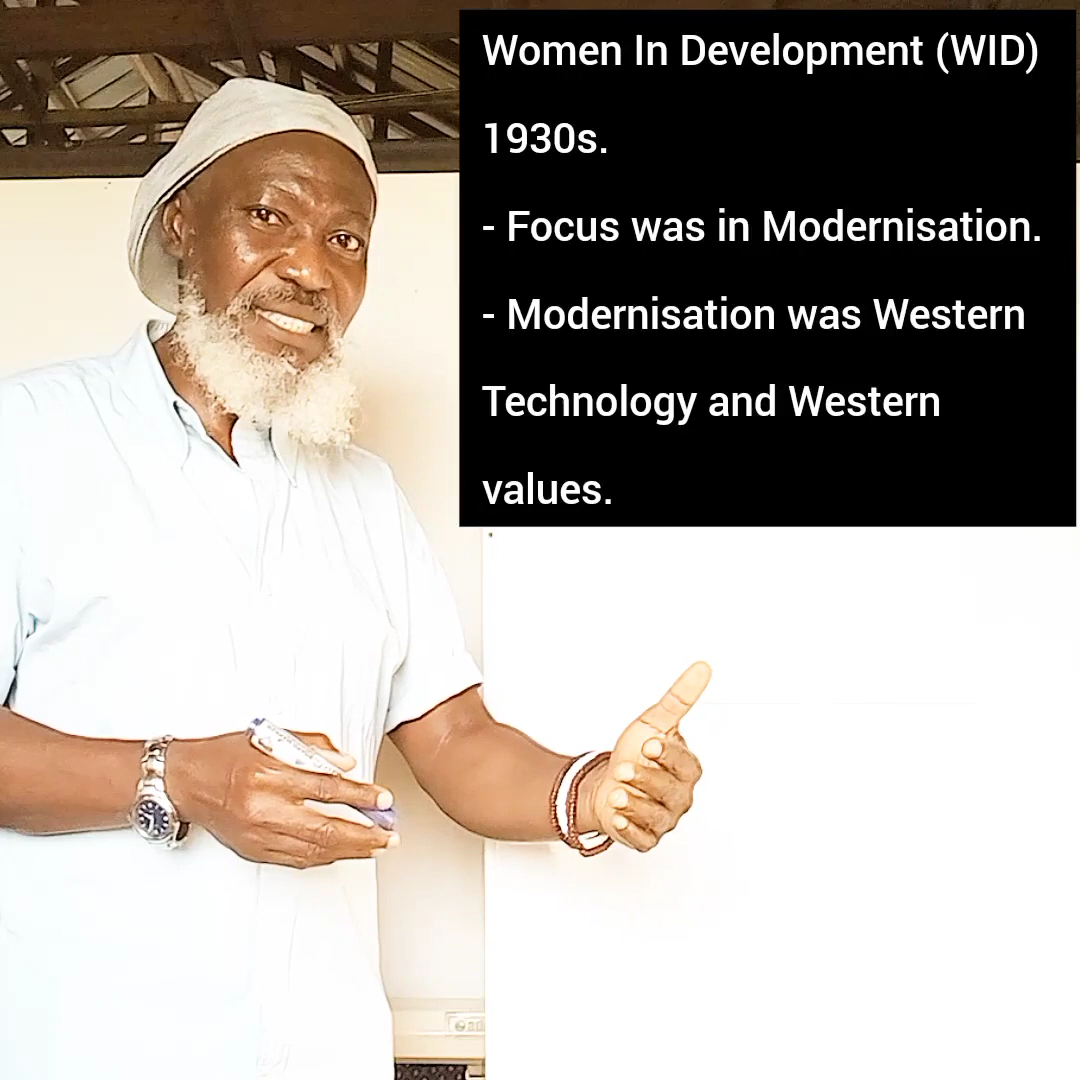 Women In Development (WID)
1930s.
- Focus was in Modernisation.
- Modernisation was Western
Technology and Western
values.